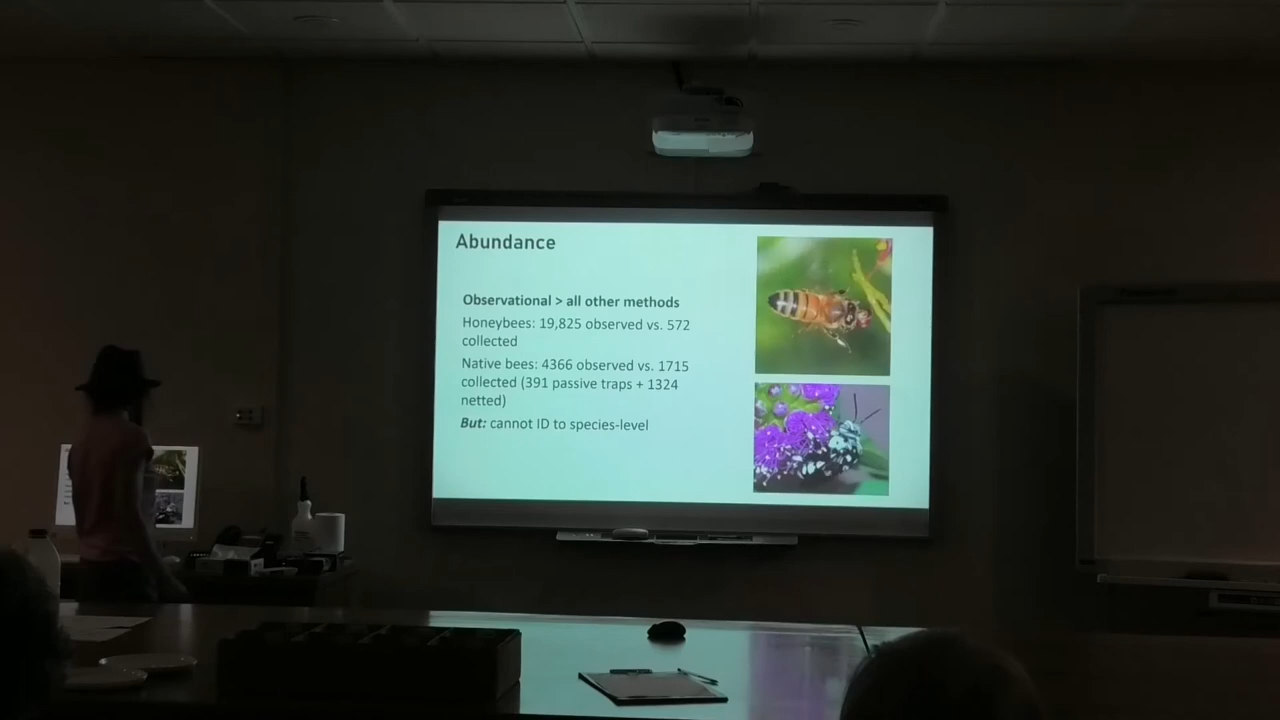 Abundance
Observational > all other methods
Honeybees: 19,825 observed vs. 572
collected
Native bees: 4366 observed vs. 1715
collected (391 passive traps + 1324
netted)
But: cannot ID to species-level